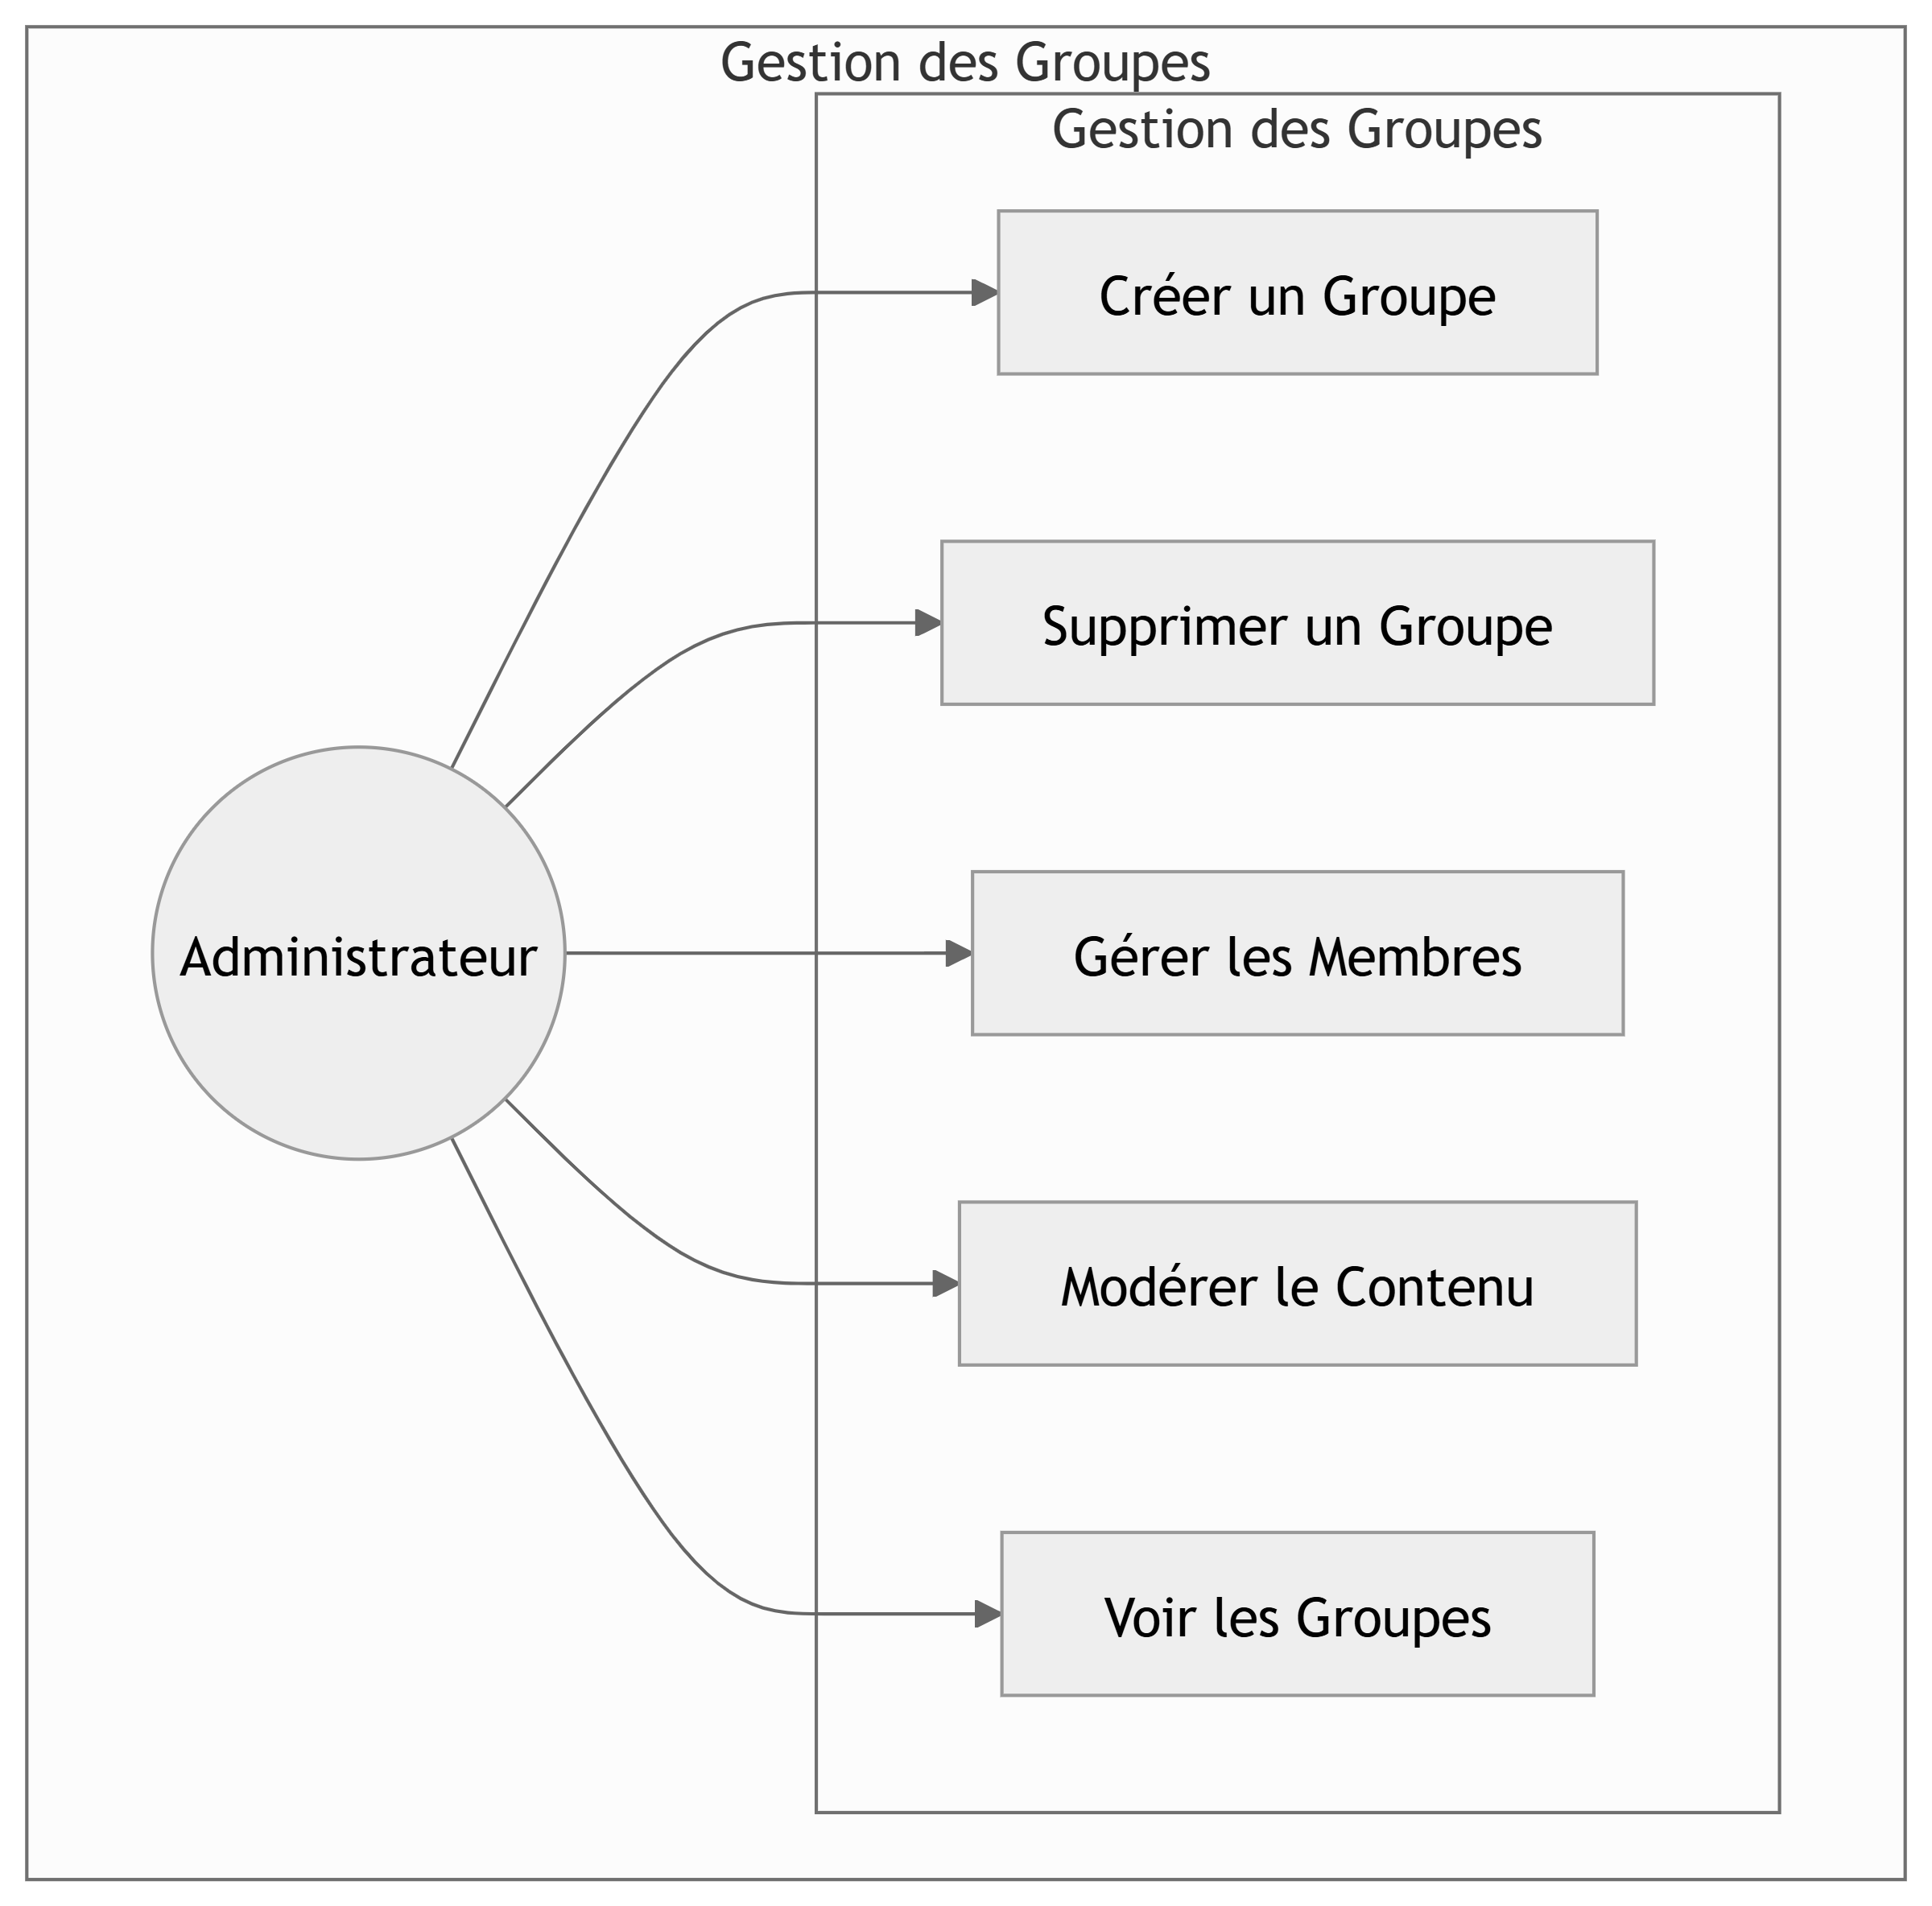 Gestion des Groupes
Gestion des Groupes
Créer un Groupe
Supprimer un Groupe
Administrateur
Gérer les Membres
Modérer le Contenu
Voir les Groupes